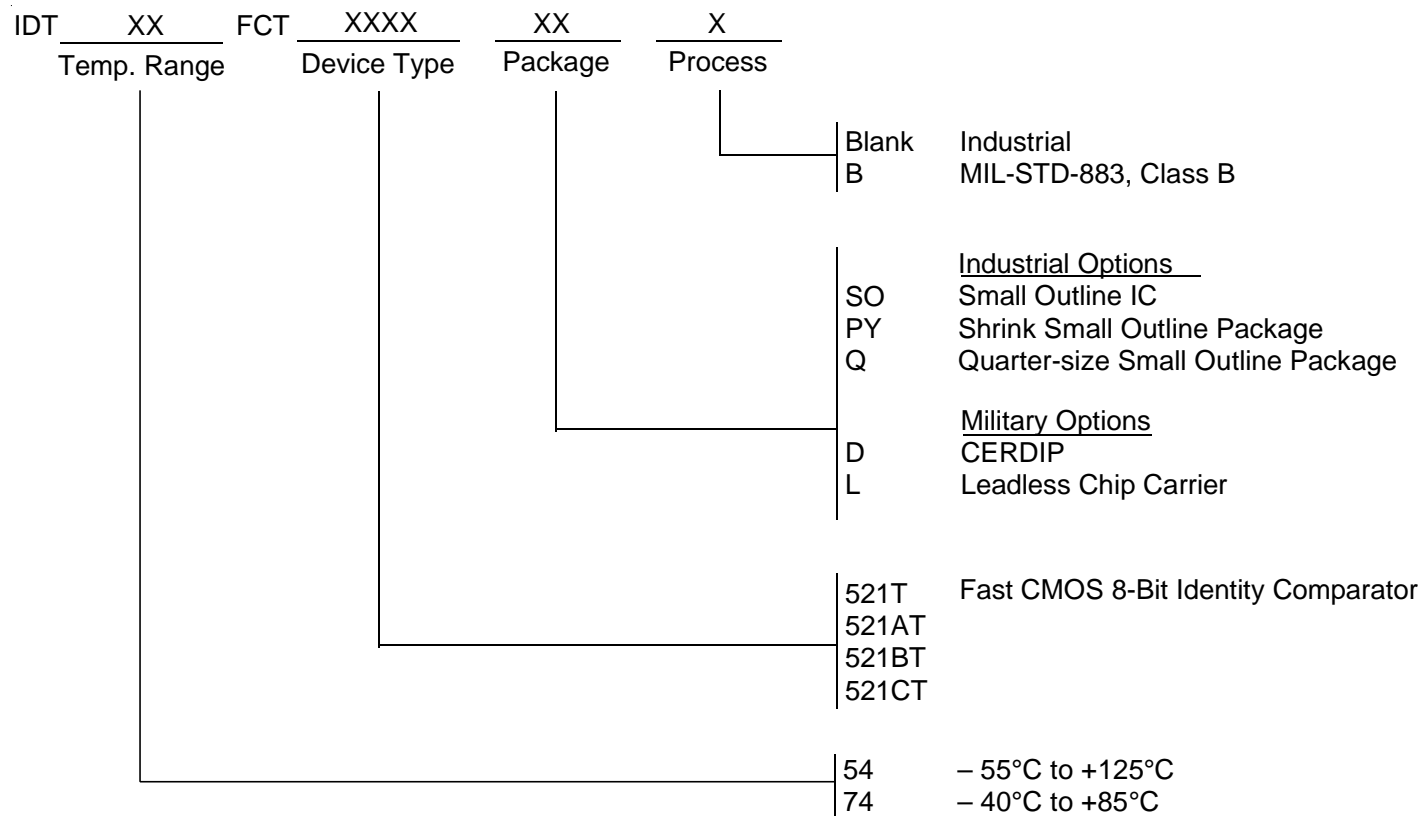 IDT XX FCT XXXX XX X
Temp. Range Device Type Package Process
Blank Industrial
B MIL-STD-883, Class B
Industrial Options
SO Small Outline IC
PY Shrink Small Outline Package
Q Quarter-size Small Outline Package
Military Options
D CERDIP
L Leadless Chip Carrier
521T Fast CMOS 8-Bit Identity Comparator
521AT
521BT
521CT
54 – 55°C to +125°C
74 – 40°C to +85°C